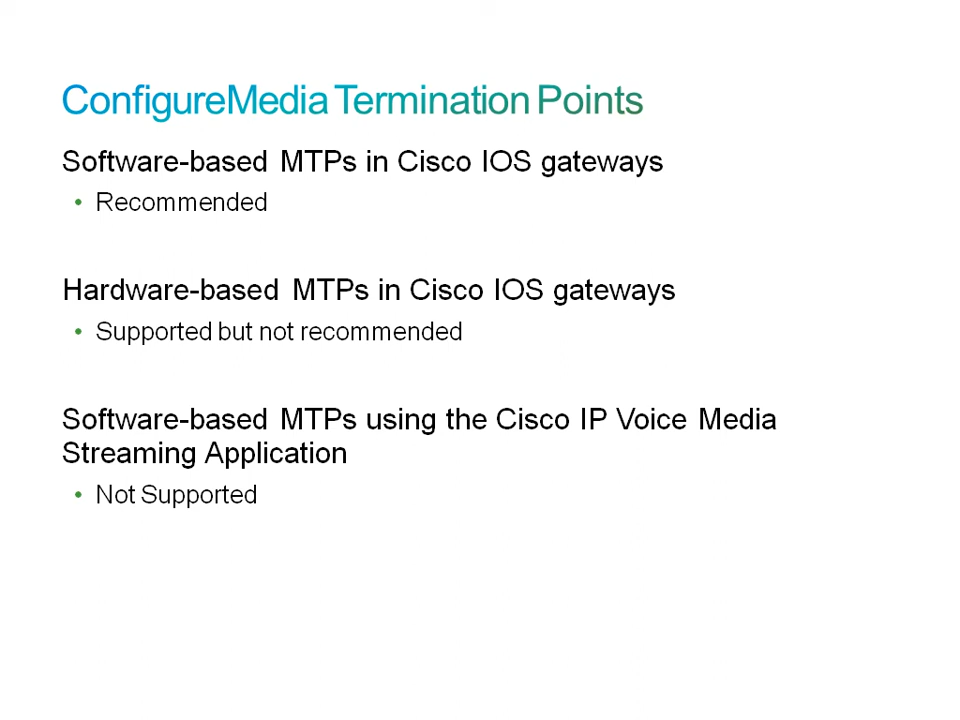 ConfigureMedia Termination Points
Software-based MTPs in Cisco IOS gateways
• Recommended
Hardware-based MTPs in Cisco IOS gateways
• Supported but not recommended
Software-based MTPs using the Cisco IP Voice Media
Streaming Application
• Not Supported